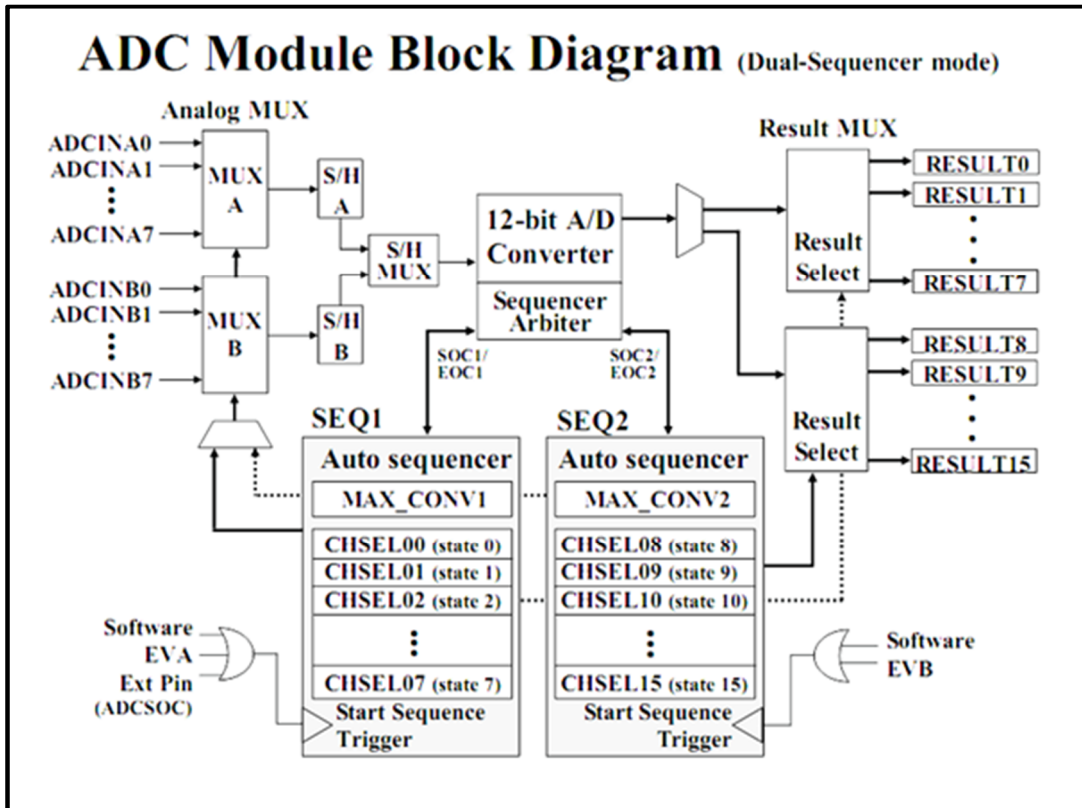 ADC Module Block Diagram (Dual-Sequencer mode)
Analog MUX
ADCINA0
ADCINA1
ADCINA7
MUX
A
S/H
A
ADCINB0
ADCINB1
ADCINB7
MUX
B
S/H
B
S/H
MUX
12-bit A/D
Converter
Sequencer
Arbiter
SOC1/
EOC1
SOC2/
EOC2
Result MUX
Result
Select
RESULT0
RESULT1
RESULT7
Result
Select
RESULT8
RESULT9
RESULT15
SEQ1
Auto sequencer
MAX_CONV1
CHSEL00 (state 0)
CHSEL01 (state 1)
CHSEL02 (state 2)
CHSEL07 (state 7)
Start Sequence
Trigger
SEQ2
Auto sequencer
MAX_CONV2
CHSEL08 (state 8)
CHSEL09 (state 9)
CHSEL10 (state 10)
CHSEL15 (state 15)
Start Sequence
Trigger
Software
EVA
Ext Pin
(ADCSOC)
Software
EVB